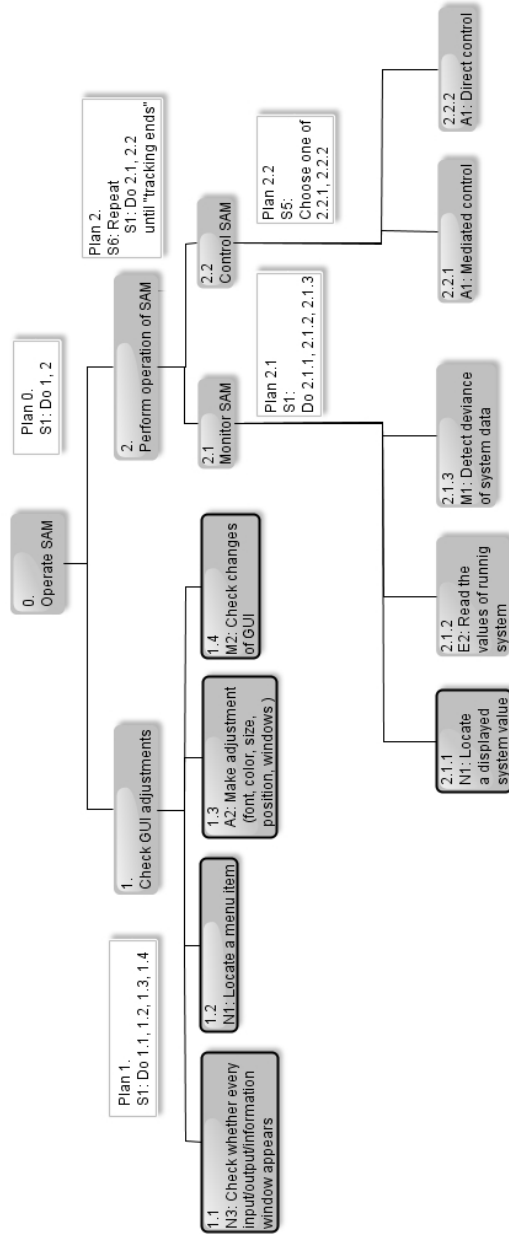 0.
Operate SAM
Plan 0.
S1: Do 1, 2
1.
Check GUI adjustments
2.
Perform operation of SAM
Plan 1.
S1: Do 1.1, 1.2, 1.3, 1.4
Plan 2.
S6: Repeat
S1: Do 2.1, 2.2
until "tracking ends"
1.1
N3: Check whether every
input/output/information
window appears
1.2
N1: Locate a menu item
1.3
A2: Make adjustment
(font, color, size,
position, windows )
1.4
M2: Check changes
of GUI
2.1
Monitor SAM
2.2
Control SAM
Plan 2.1
S1:
Do 2.1.1, 2.1.2, 2.1.3
Plan 2.2
S5:
Choose one of
2.2.1, 2.2.2
2.1.1
N1: Locate
a displayed
system value
2.1.2
E2: Read the
values of runnig
system
2.1.3
M1: Detect deviance
of system data
2.2.1
A1: Mediated control
2.2.2
A1: Direct control